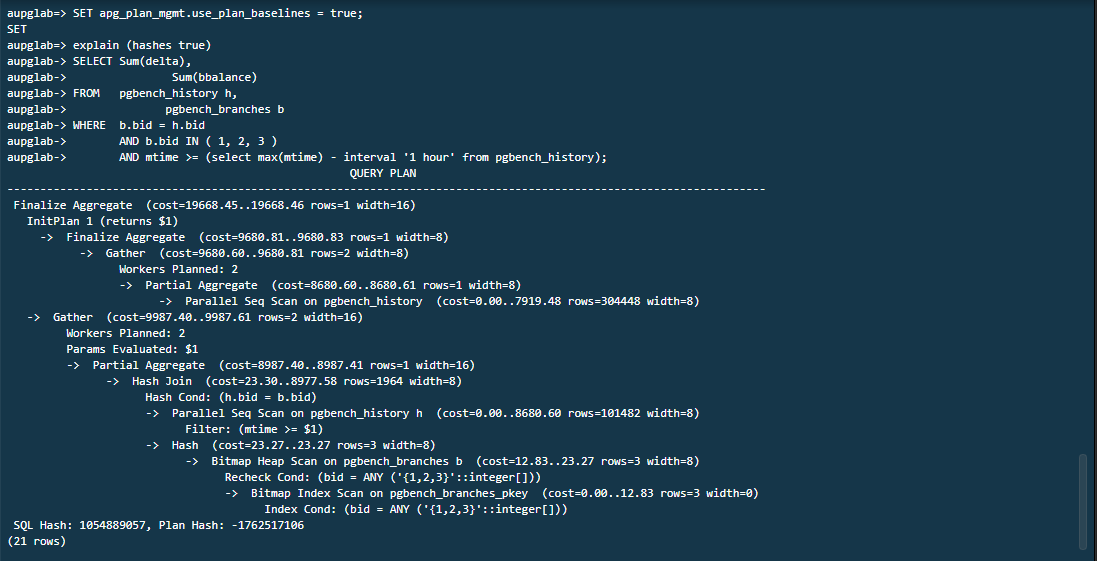 aupglab=> SET apg_plan_mgmt.use_plan_baselines = true;
SET
aupglab=> explain (hashes true)
aupglab-> SELECT Sum(delta),
aupglab->                Sum(bbalance)
aupglab-> FROM   pgbench_history h,
aupglab->               pgbench_branches b
aupglab-> WHERE  b.bid = h.bid
aupglab->        AND b.bid IN ( 1, 2, 3 )
aupglab->        AND mtime >= (select max(mtime) - interval '1 hour' from pgbench_history);
                                                    QUERY PLAN
-------------------------------------------------------------------------------------------------------------------
 Finalize Aggregate  (cost=19668.45..19668.46 rows=1 width=16)
   InitPlan 1 (returns $1)
     ->  Finalize Aggregate  (cost=9680.81..9680.83 rows=1 width=8)
           ->  Gather  (cost=9680.60..9680.81 rows=2 width=8)
                 Workers Planned: 2
                 ->  Partial Aggregate  (cost=8680.60..8680.61 rows=1 width=8)
                       ->  Parallel Seq Scan on pgbench_history  (cost=0.00..7919.48 rows=304448 width=8)
   ->  Gather  (cost=9987.40..9987.61 rows=2 width=16)
         Workers Planned: 2
         Params Evaluated: $1
         ->  Partial Aggregate  (cost=8987.40..8987.41 rows=1 width=16)
               ->  Hash Join  (cost=23.30..8977.58 rows=1964 width=8)
                     Hash Cond: (h.bid = b.bid)
                     ->  Parallel Seq Scan on pgbench_history h  (cost=0.00..8680.60 rows=101482 width=8)
                           Filter: (mtime >= $1)
                     ->  Hash  (cost=23.27..23.27 rows=3 width=8)
                           ->  Bitmap Heap Scan on pgbench_branches b  (cost=12.83..23.27 rows=3 width=8)
                                 Recheck Cond: (bid = ANY ('{1,2,3}'::integer[]))
                                 ->  Bitmap Index Scan on pgbench_branches_pkey  (cost=0.00..12.83 rows=3 width=0)
                                       Index Cond: (bid = ANY ('{1,2,3}'::integer[]))
 SQL Hash: 1054889057, Plan Hash: -1762517106
(21 rows)